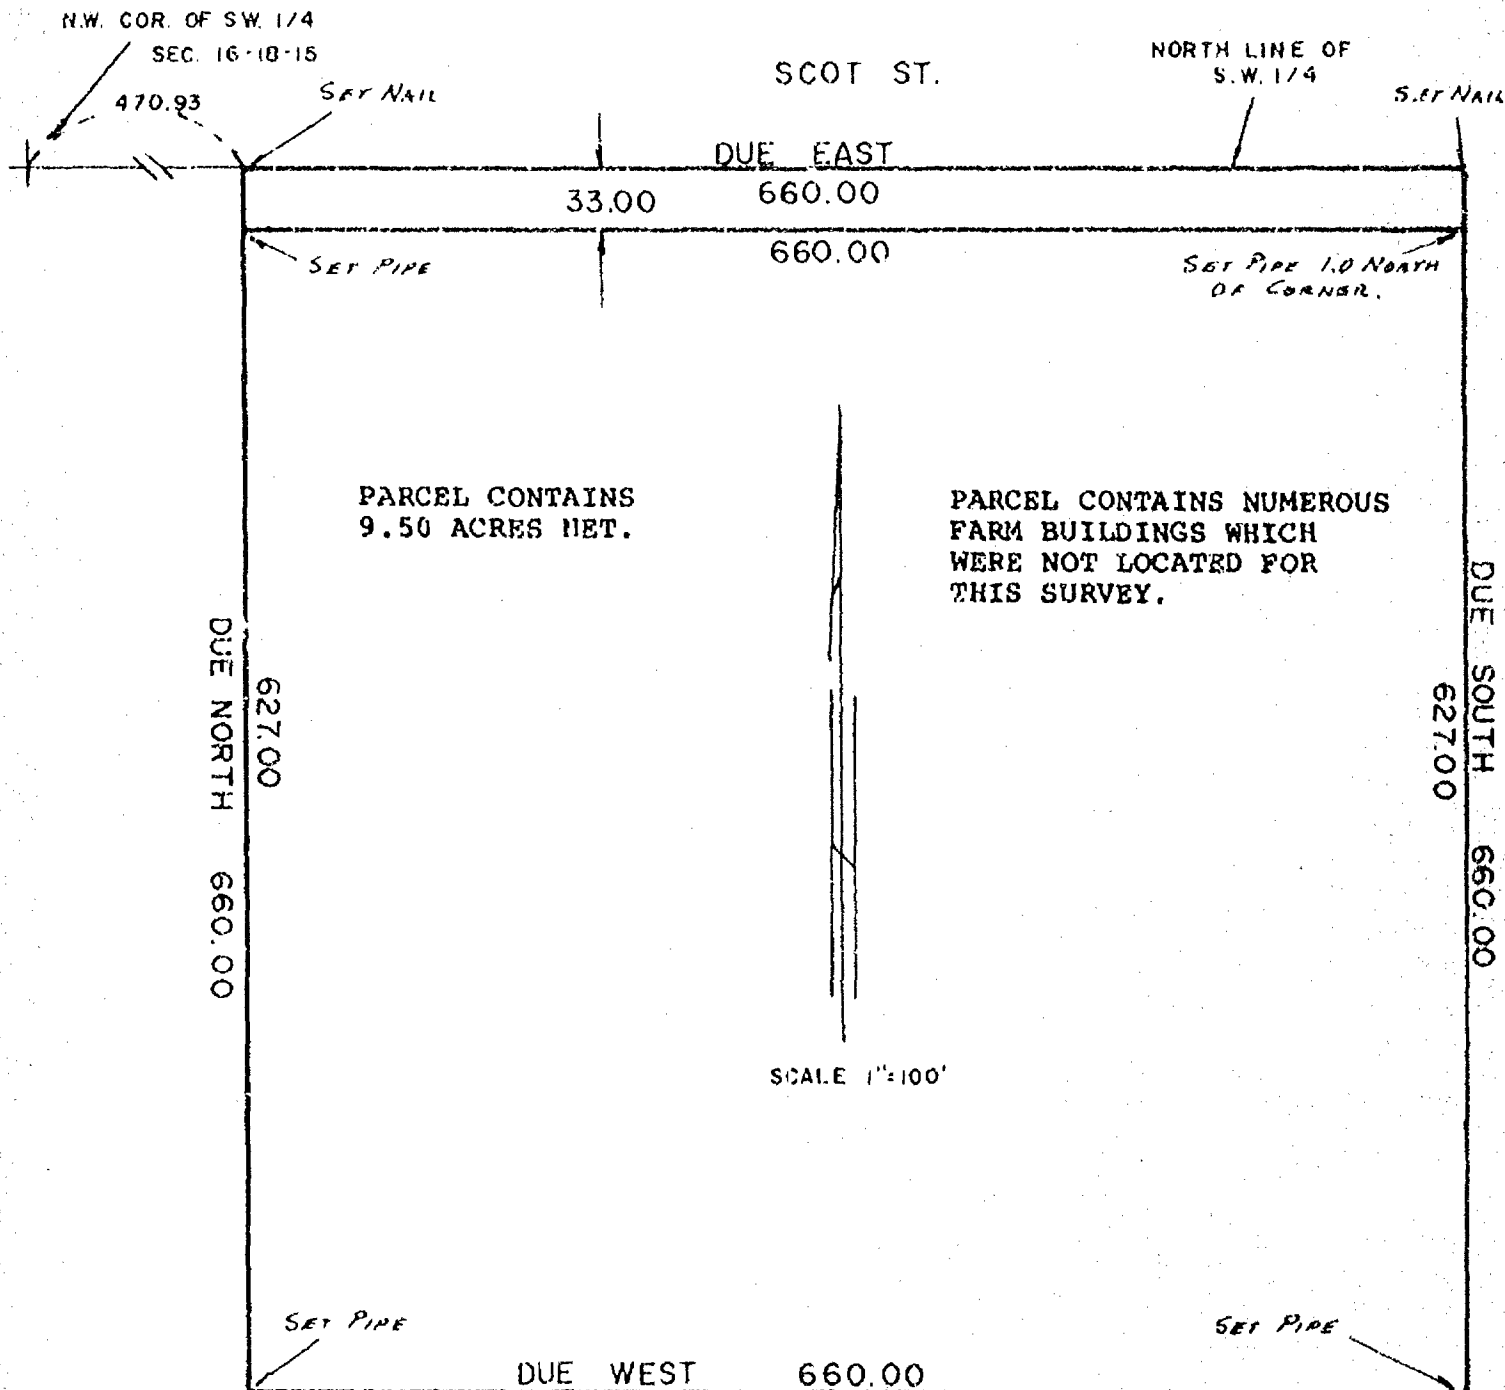 N.W. COR. OF S.W. 1/4
SEC. 16-18-15
470.93
SET NAIL
SCOT ST.
NORTH LINE OF
S.W. 1/4
SET NAIL
DUE EAST
33.00
660.00
660.00
SET PIPE
SET PIPE 1.0 NORTH
OF CORNER.
PARCEL CONTAINS
9.50 ACRES NET.
PARCEL CONTAINS NUMEROUS
FARM BUILDINGS WHICH
WERE NOT LOCATED FOR
THIS SURVEY.
DUE NORTH 660.00
627.00
627.00
DUE SOUTH 660.00
SCALE 1"=100'
SET PIPE
SET PIPE
DUE WEST 660.00